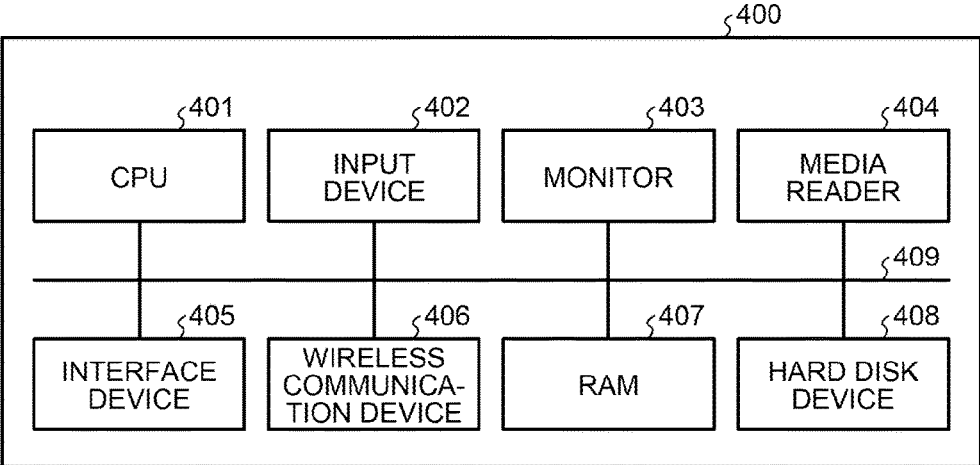 400
401
402
403
404
CPU
INPUT
DEVICE
MONITOR
MEDIA
READER
409
405
406
407
408
INTERFACE
DEVICE
WIRELESS
COMMUNICA-
TION DEVICE
RAM
HARD DISK
DEVICE